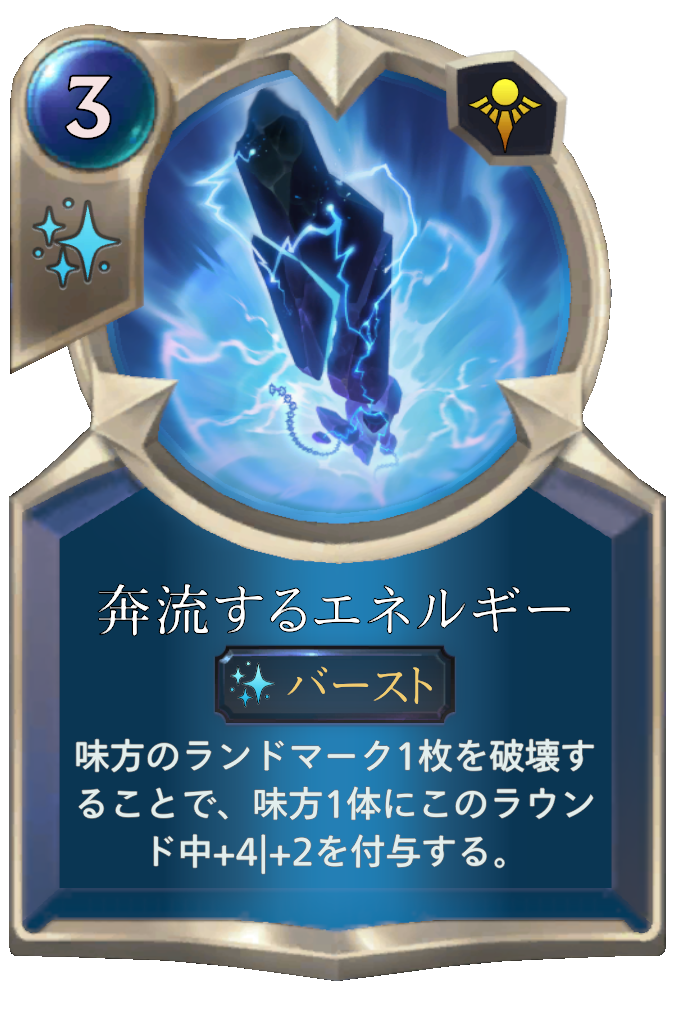 3
奔流するエネルギー
バースト
味方のランドマーク1枚を破壊す
ることで、味方1体にこのラウン
ド中+4|+2を付与する。